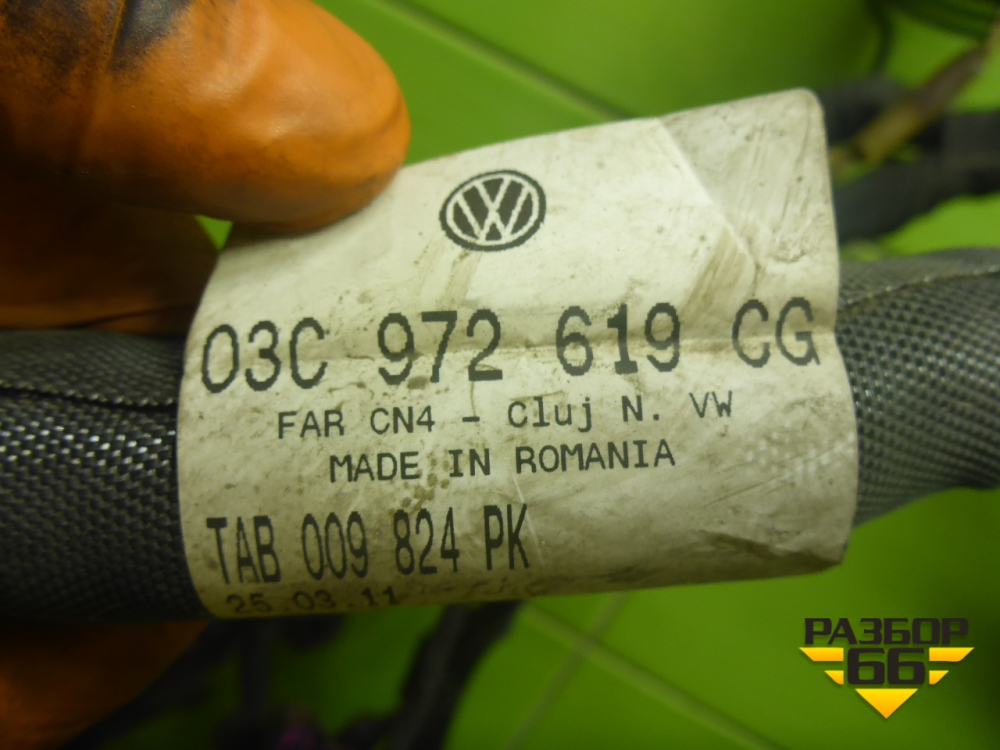 VW
03C 972 619 CG
FAR CN4 - Cluj N. VW
MADE IN ROMANIA
TAB 009 824 PK
25.03.11
РАЗБОР
66